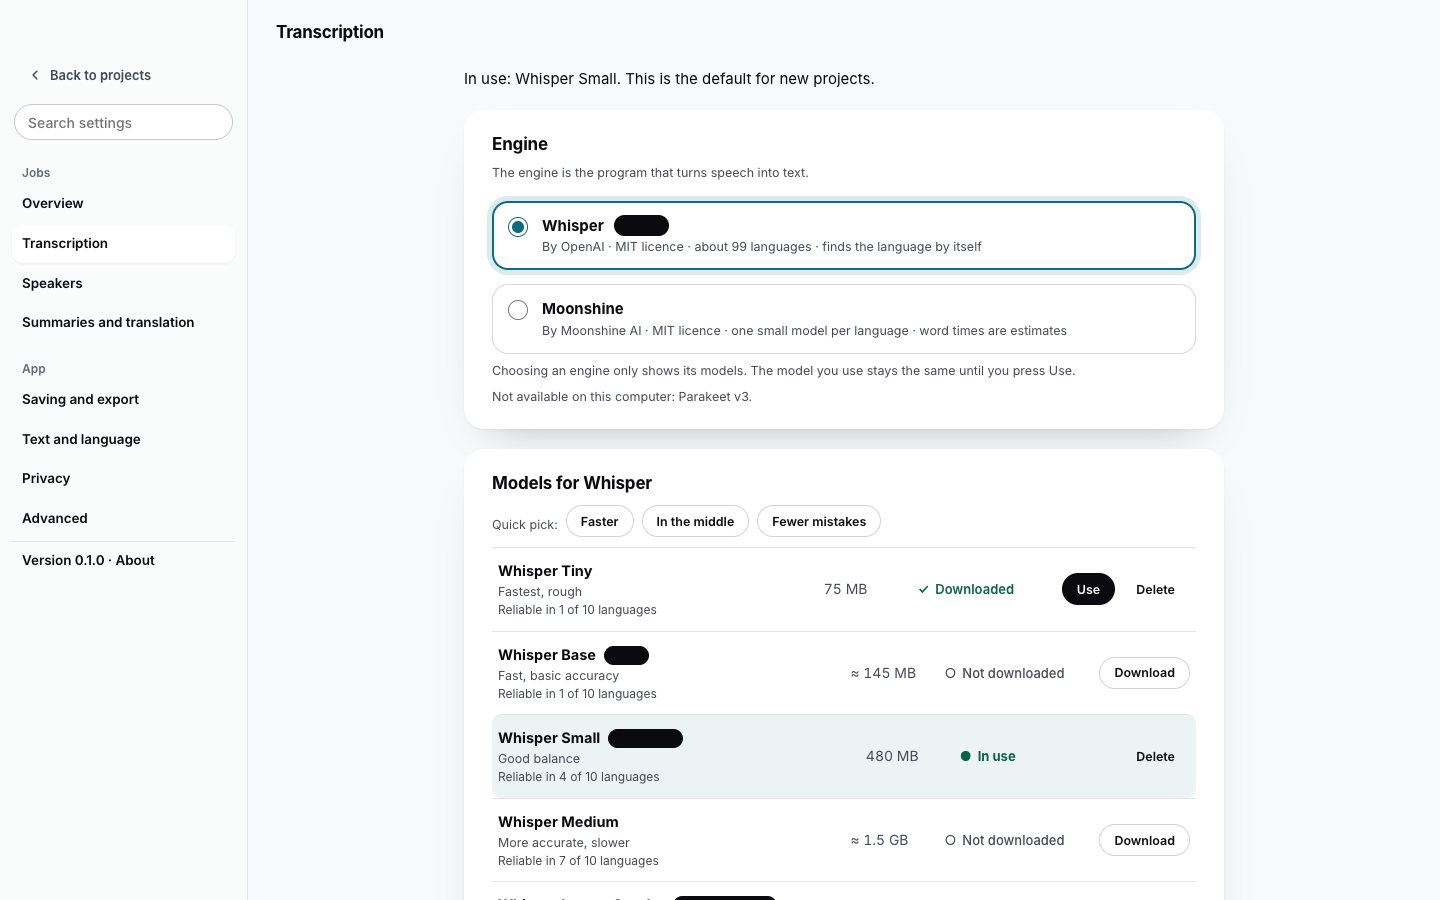 Transcription
Back to projects
Search settings
Jobs
Overview
Transcription
Speakers
Summaries and translation
App
Saving and export
Text and language
Privacy
Advanced
Version 0.1.0 · About
In use: Whisper Small. This is the default for new projects.
Engine
The engine is the program that turns speech into text.
Whisper
By OpenAI · MIT licence · about 99 languages · finds the language by itself
Moonshine
By Moonshine AI · MIT licence · one small model per language · word times are estimates
Choosing an engine only shows its models. The model you use stays the same until you press Use.
Not available on this computer: Parakeet v3.
Models for Whisper
Quick pick: Faster In the middle Fewer mistakes
Whisper Tiny
Fastest, rough
Reliable in 1 of 10 languages
75 MB ✓ Downloaded Use Delete
Whisper Base
Fast, basic accuracy
Reliable in 1 of 10 languages
≈ 145 MB Not downloaded Download
Whisper Small
Good balance
Reliable in 4 of 10 languages
480 MB In use Delete
Whisper Medium
More accurate, slower
Reliable in 7 of 10 languages
≈ 1.5 GB Not downloaded Download